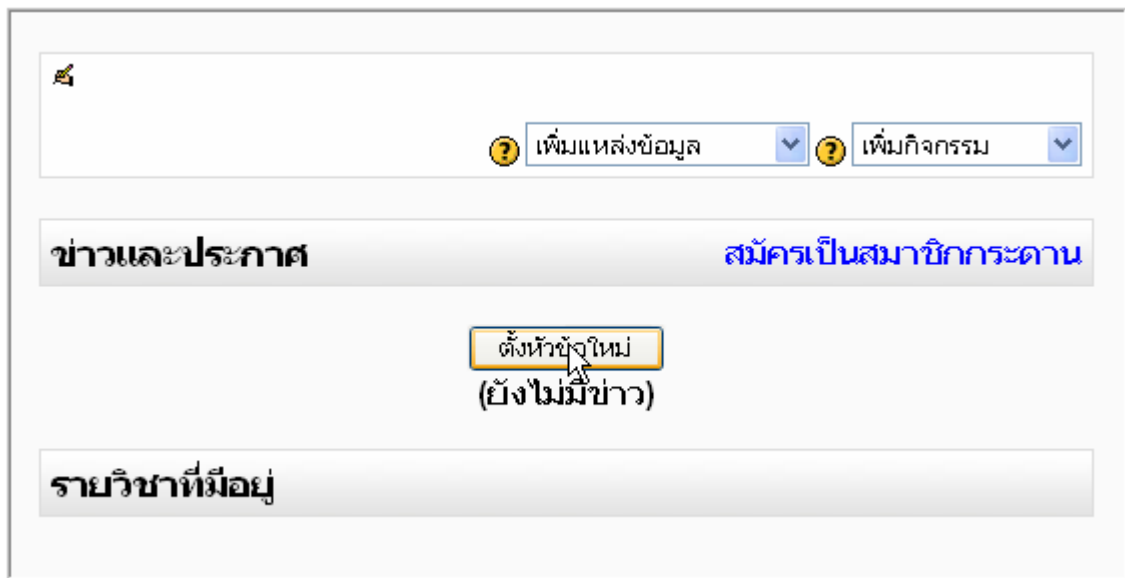 เพิ่มแหล่งข้อมูล เพิ่มกิจกรรม
ข่าวและประกาศ สมัครเป็นสมาชิกกระดาน
ตั้งหัวข้อใหม่
(ยังไม่มีข่าว)
รายวิชาที่มีอยู่